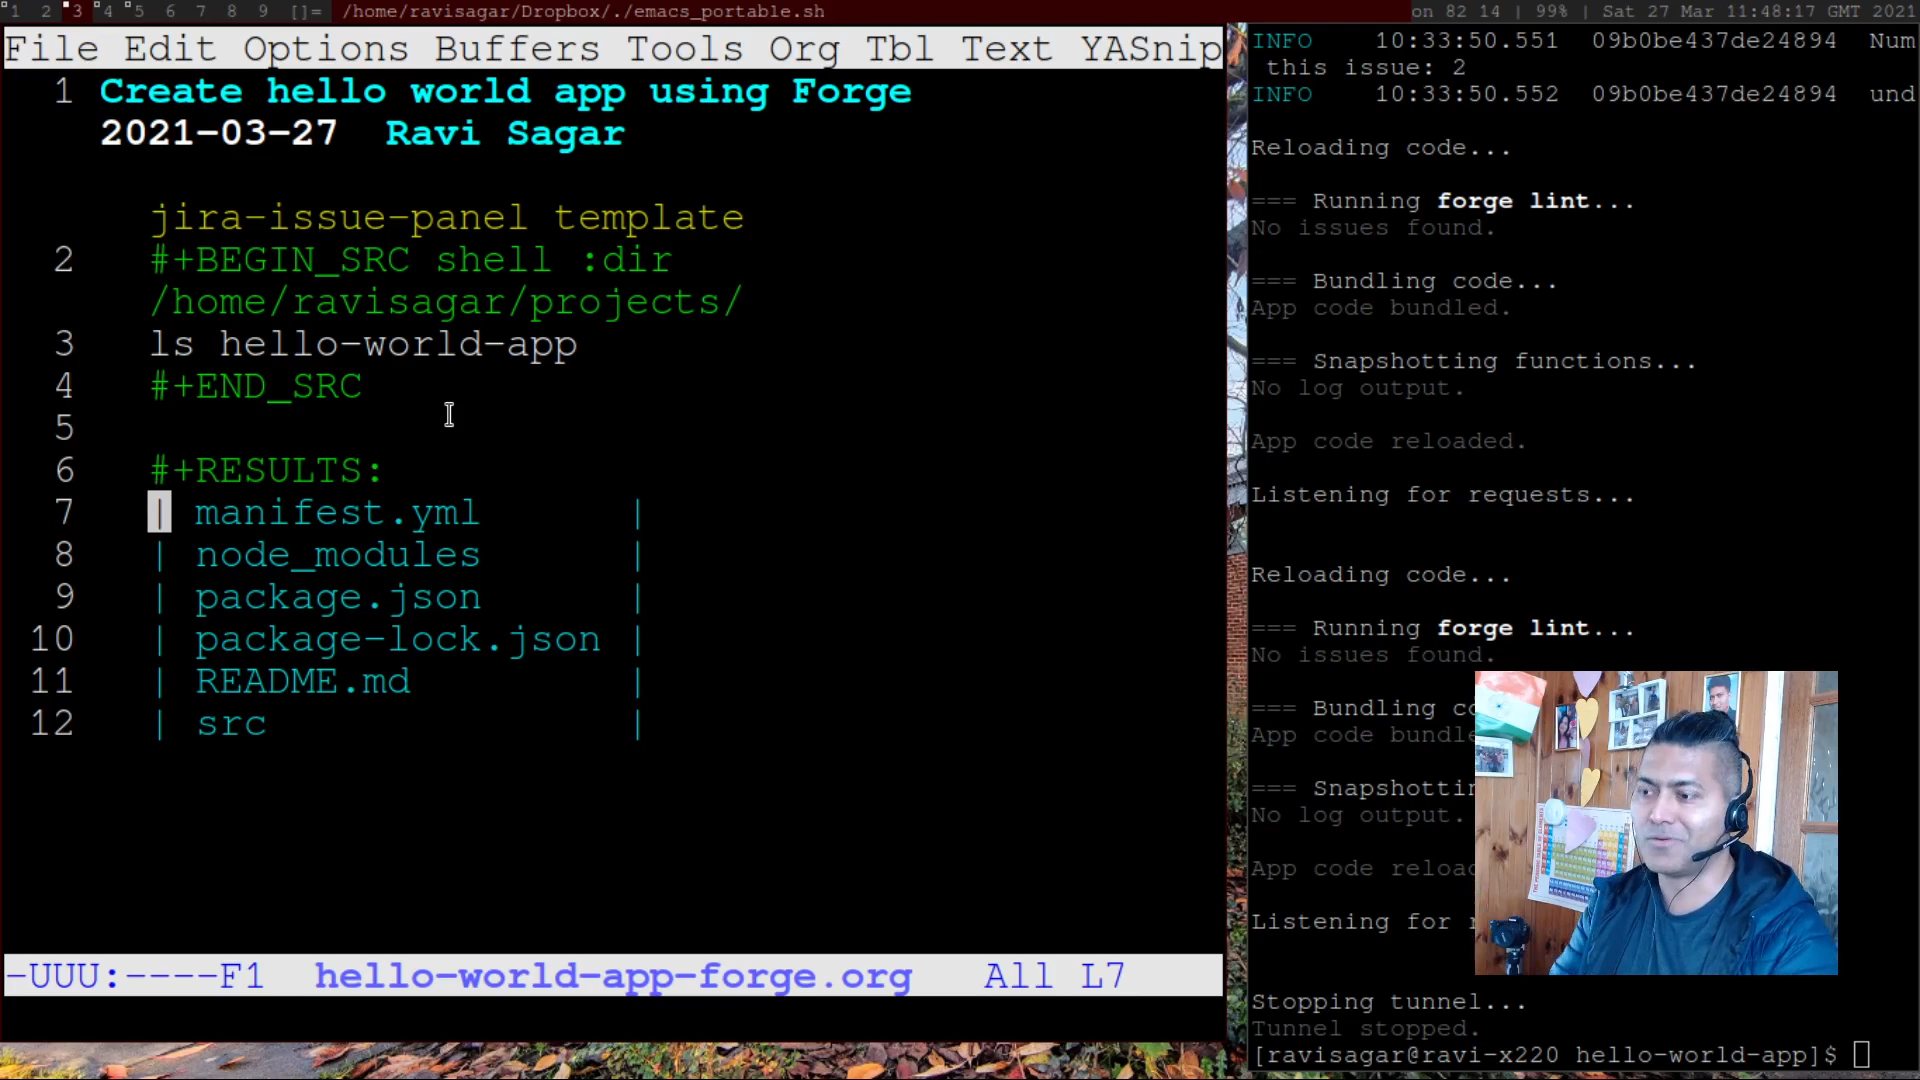 1 2 3 4 5 6 7 8 9 []= /home/ravisagar/Dropbox/./emacs_portable.sh
on 82 14 | 99% | Sat 27 Mar 11:48:17 GMT 2021
File Edit Options Buffers Tools Org Tbl Text YASnip
1 Create hello world app using Forge
2021-03-27 Ravi Sagar
jira-issue-panel template
2 #+BEGIN_SRC shell :dir
/home/ravisagar/projects/
3 ls hello-world-app
4 #+END_SRC
5
6 #+RESULTS:
7 | manifest.yml |
8 | node_modules |
9 | package.json |
10 | package-lock.json |
11 | README.md |
12 | src |
-UUU:----F1 hello-world-app-forge.org All L7
INFO 10:33:50.551 09b0be437de24894 Num
this issue: 2
INFO 10:33:50.552 09b0be437de24894 und
Reloading code...
=== Running forge lint...
No issues found.
=== Bundling code...
App code bundled.
=== Snapshotting functions...
No log output.
App code reloaded.
Listening for requests...
Reloading code...
=== Running forge lint...
No issues found.
=== Bundling co
App code bundle
=== Snapshottin
No log output.
App code reloa
Listening for r
Stopping tunnel...
Tunnel stopped.
[ravisagar@ravi-x220 hello-world-app]$